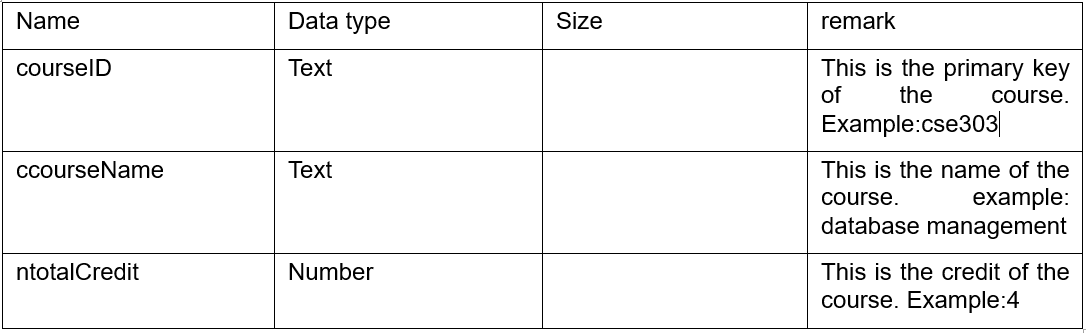 Name Data type Size remark
courseID Text This is the primary key
of the course.
Example:cse303
ccourseName Text This is the name of the
course. example:
database management
ntotalCredit Number This is the credit of the
course. Example:4